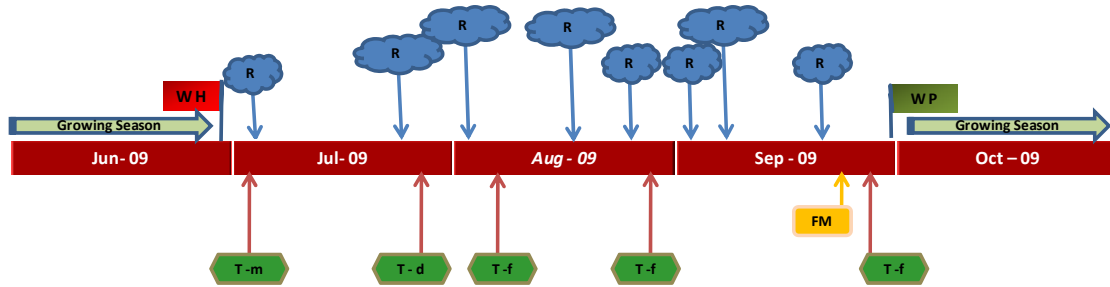 R
R
R
R
R
R
R
R
W H
W P
Growing Season
Growing Season
Jun- 09
Jul- 09
Aug - 09
Sep - 09
Oct – 09
FM
T -m
T - d
T -f
T -f
T -f